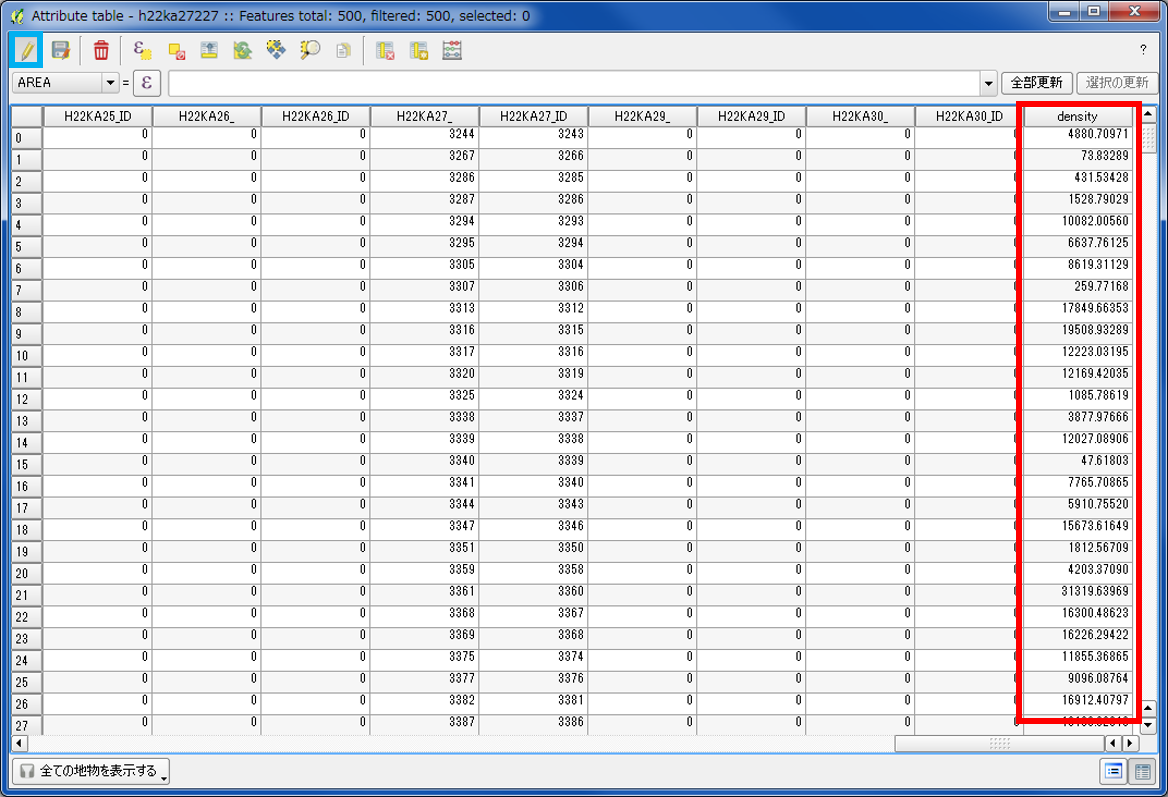 Attribute table - h22ka27227 :: Features total: 500, filtered: 500, selected: 0
?
AREA = ε 全部更新 選択の更新
H22KA25_ID H22KA26_ H22KA26_ID H22KA27_ H22KA27_ID H22KA29_ H22KA29_ID H22KA30_ H22KA30_ID density
0 0 0 0 3244 3243 0 0 0 0 4880.70971
1 0 0 0 3267 3266 0 0 0 0 73.83289
2 0 0 0 3286 3285 0 0 0 0 431.53428
3 0 0 0 3287 3286 0 0 0 0 1528.79029
4 0 0 0 3294 3293 0 0 0 0 10082.00560
5 0 0 0 3295 3294 0 0 0 0 6637.76125
6 0 0 0 3305 3304 0 0 0 0 8619.31129
7 0 0 0 3307 3306 0 0 0 0 259.77168
8 0 0 0 3313 3312 0 0 0 0 17849.66353
9 0 0 0 3316 3315 0 0 0 0 19508.93289
10 0 0 0 3317 3316 0 0 0 0 12223.03195
11 0 0 0 3320 3319 0 0 0 0 12169.42035
12 0 0 0 3325 3324 0 0 0 0 1085.78619
13 0 0 0 3338 3337 0 0 0 0 3877.97666
14 0 0 0 3339 3338 0 0 0 0 12027.08906
15 0 0 0 3340 3339 0 0 0 0 47.61803
16 0 0 0 3341 3340 0 0 0 0 7765.70865
17 0 0 0 3344 3343 0 0 0 0 5910.75520
18 0 0 0 3347 3346 0 0 0 0 15673.61649
19 0 0 0 3351 3350 0 0 0 0 1812.56709
20 0 0 0 3359 3358 0 0 0 0 4203.37090
21 0 0 0 3361 3360 0 0 0 0 31319.63969
22 0 0 0 3368 3367 0 0 0 0 16300.48623
23 0 0 0 3369 3368 0 0 0 0 16226.29422
24 0 0 0 3375 3374 0 0 0 0 11855.36865
25 0 0 0 3377 3376 0 0 0 0 9096.08764
26 0 0 0 3382 3381 0 0 0 0 16912.40797
27 0 0 0 3387 3386 0 0 0 0
全ての地物を表示する